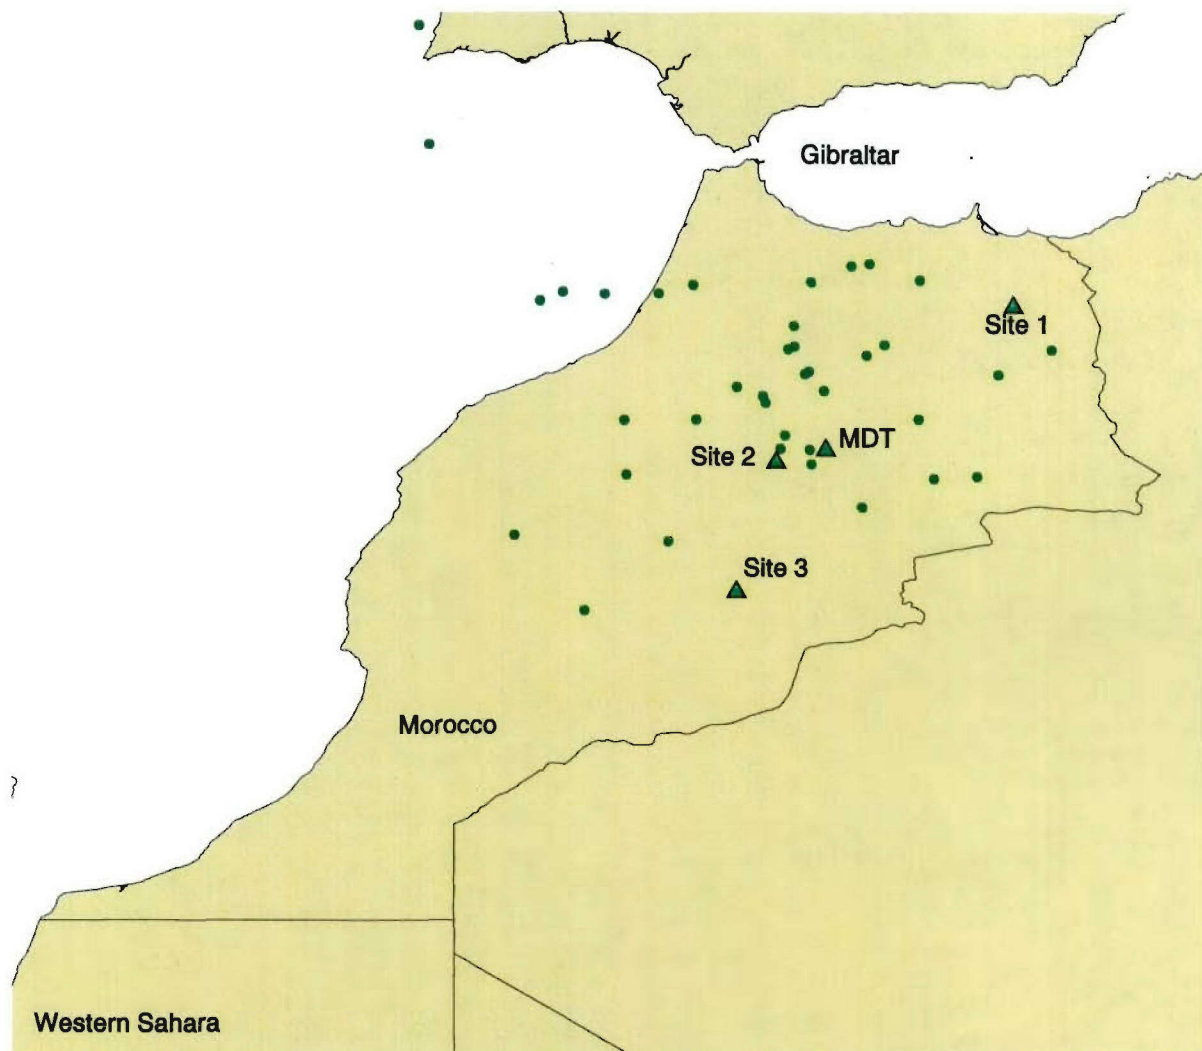 Gibraltar
Site 1
MDT
Site 2
Site 3
Morocco
Western Sahara